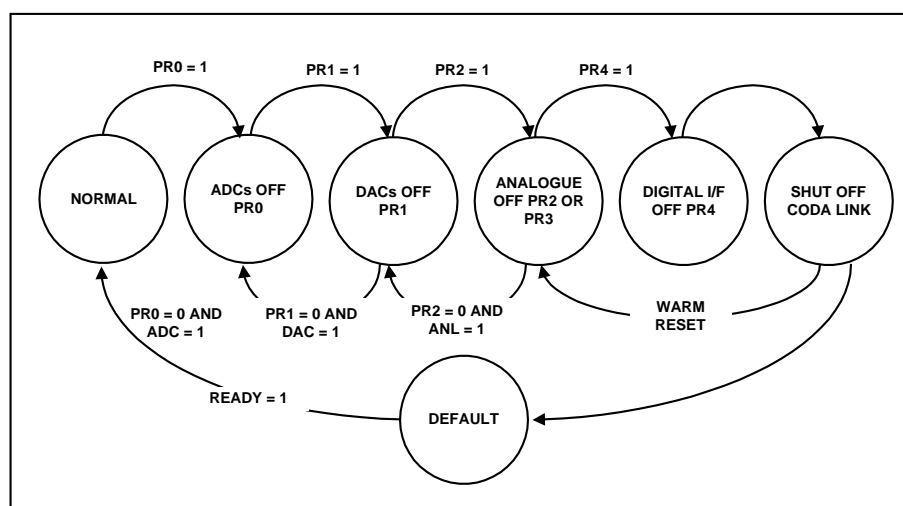 PR0 = 1
PR1 = 1
PR2 = 1
PR4 = 1
NORMAL
ADCs OFF
PR0
DACs OFF
PR1
ANALOGUE
OFF PR2 OR
PR3
DIGITAL I/F
OFF PR4
SHUT OFF
CODA LINK
PR0 = 0 AND
ADC = 1
PR1 = 0 AND
DAC = 1
PR2 = 0 AND
ANL = 1
WARM
RESET
READY = 1
DEFAULT